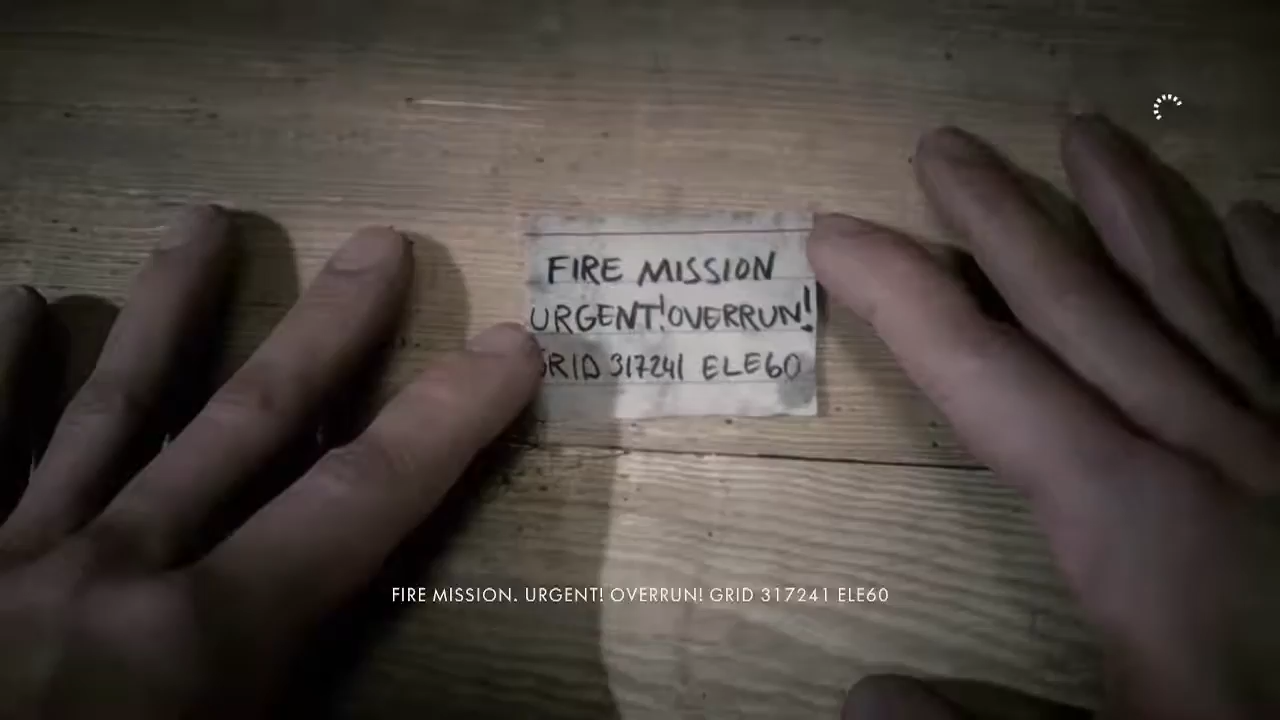 FIRE MISSION
URGENT! OVERRUN!
GRID 317241 ELE60
FIRE MISSION. URGENT! OVERRUN! GRID 317241 ELE60